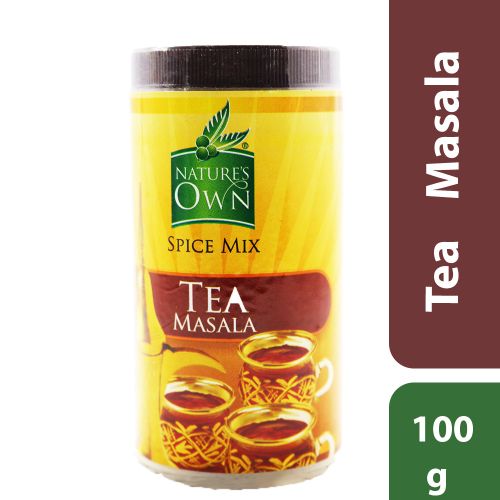 ®
NATURE'S
OWN
SPICE MIX
TEA
MASALA
Tea Masala
100
g